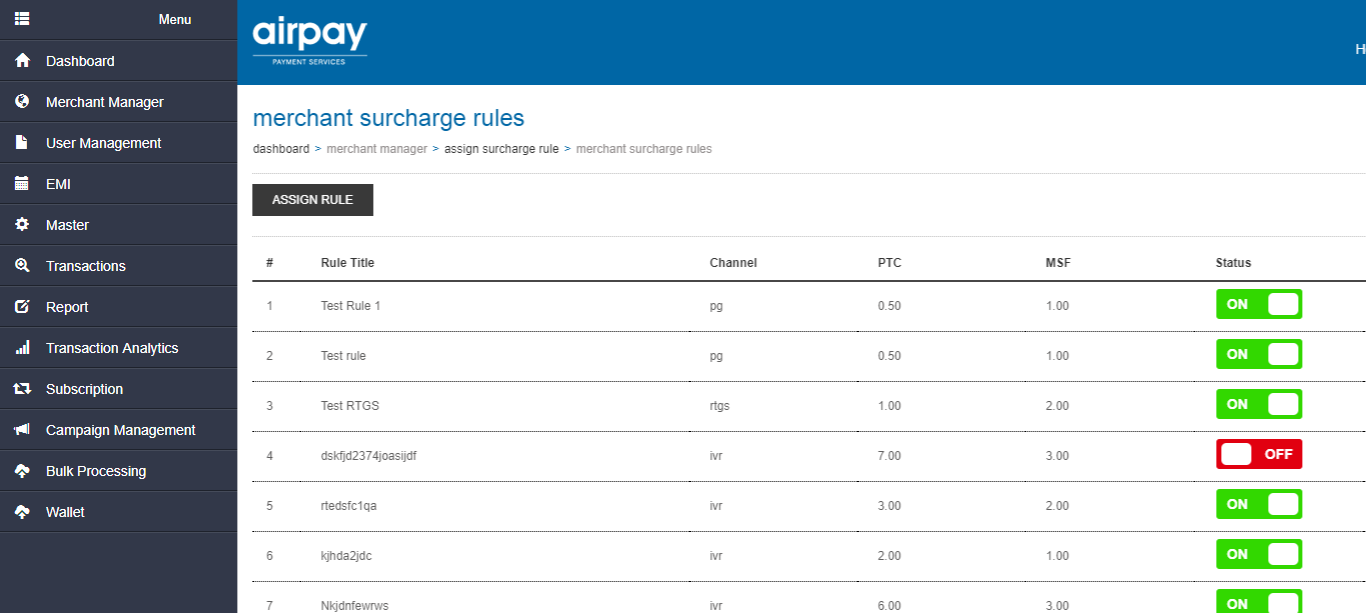 Menu
Dashboard
Merchant Manager
User Management
EMI
Master
Transactions
Report
Transaction Analytics
Subscription
Campaign Management
Bulk Processing
Wallet
airpay
PAYMENT SERVICES
merchant surcharge rules
dashboard > merchant manager > assign surcharge rule > merchant surcharge rules
ASSIGN RULE
# Rule Title Channel PTC MSF Status
1 Test Rule 1 pg 0.50 1.00 ON
2 Test rule pg 0.50 1.00 ON
3 Test RTGS rtgs 1.00 2.00 ON
4 dskfjd2374joasijdf ivr 7.00 3.00 OFF
5 rtedsfc1qa ivr 3.00 2.00 ON
6 kjhda2jdc ivr 2.00 1.00 ON
7 Nkjdnfewrws ivr 6.00 3.00 ON